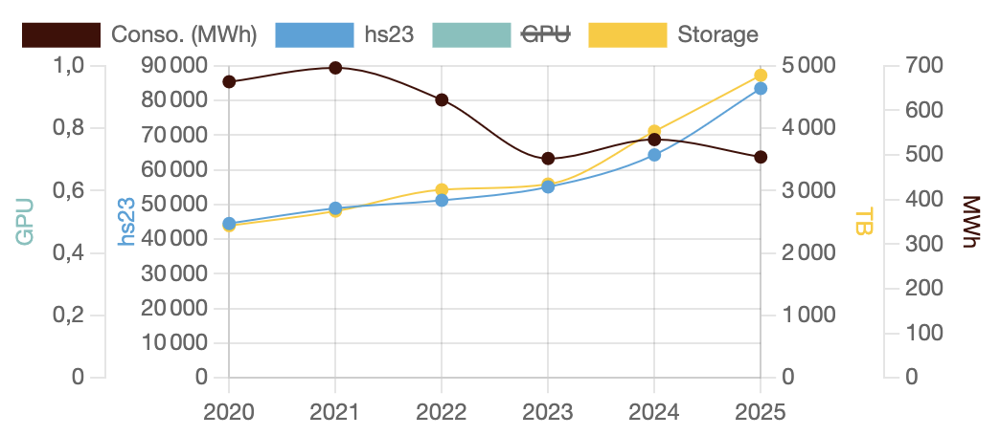 Conso. (MWh) hs23 GPU Storage
1,0 90 000 5 000 700
80 000 600
0,8 70 000 4 000
60 000 500
0,6 50 000 3 000 400
GPU hs23 TB MWh
0,4 40 000 2 000 300
30 000 200
0,2 20 000 1 000
10 000 100
0 0 0 0
2020 2021 2022 2023 2024 2025